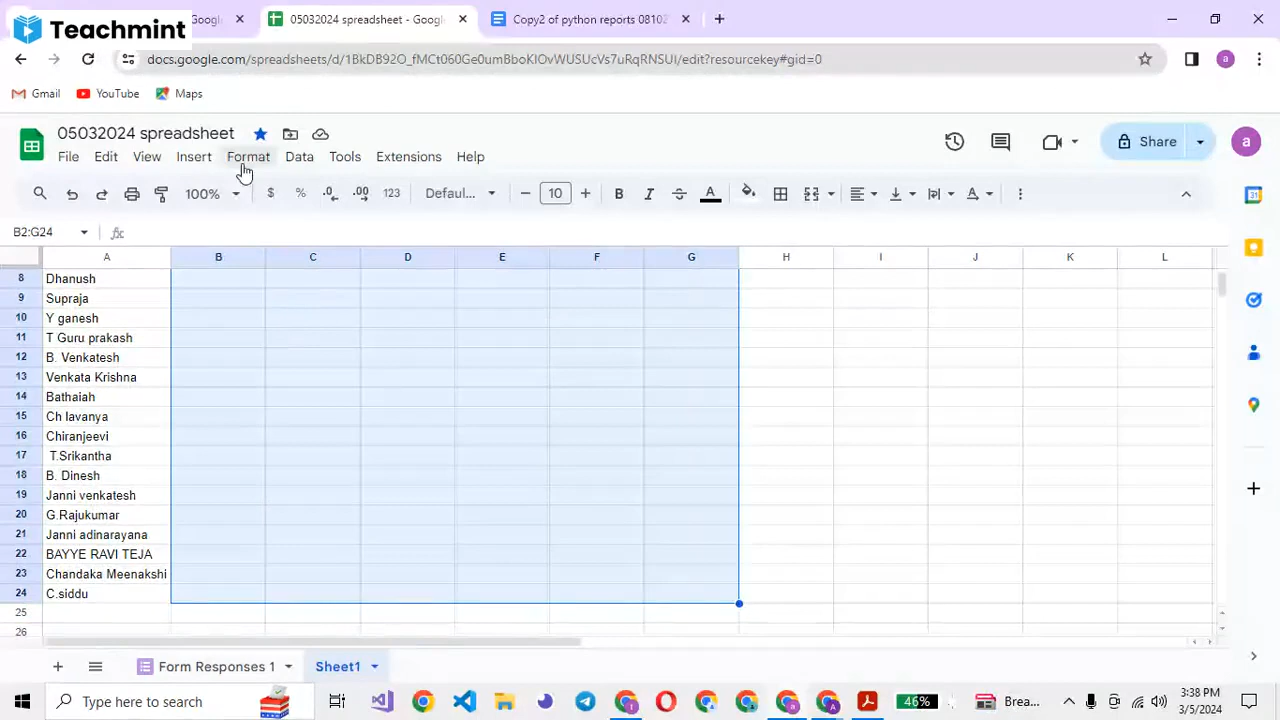 Teachmint
05032024 spreadsheet - Google
Copy2 of python reports 08102
docs.google.com/spreadsheets/d/1BkDB92O_fMCt060Ge0TmBboKIOvWUSUcVs7uRqRNSUI/edit?resourcekey#gid=0
Gmail YouTube Maps
05032024 spreadsheet
Share a
File Edit View Insert Format Data Tools Extensions Help
100% $ % .0 .00 123 Defaul... 10 B I A
B2:G24 fx
A B C D E F G H I J K L
8 Dhanush
9 Supraja
10 Y ganesh
11 T Guru prakash
12 B. Venkatesh
13 Venkata Krishna
14 Bathaiah
15 Ch lavanya
16 Chiranjeevi
17 T.Srikantha
18 B. Dinesh
19 Janni venkatesh
20 G.Rajukumar
21 Janni adinarayana
22 BAYYE RAVI TEJA
23 Chandaka Meenakshi
24 C.siddu
25
26
Form Responses 1 Sheet1
Type here to search 46% Brea... 3:38 PM
3/5/2024